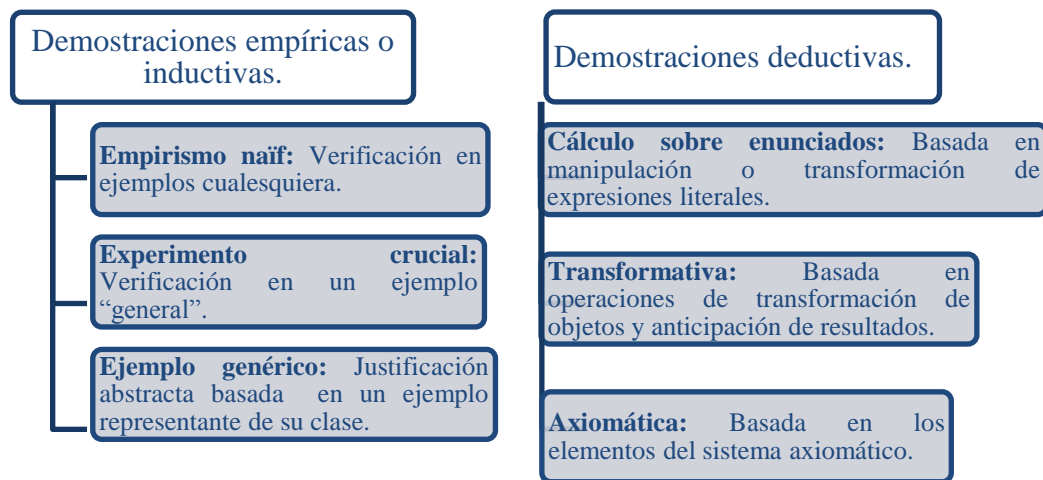 Demostraciones empíricas o
inductivas.
Empirismo naïf: Verificación en
ejemplos cualesquiera.
Experimento crucial:
Verificación en un ejemplo
“general”.
Ejemplo genérico: Justificación
abstracta basada en un ejemplo
representante de su clase.
Demostraciones deductivas.
Cálculo sobre enunciados: Basada en
manipulación o transformación de
expresiones literales.
Transformativa: Basada en
operaciones de transformación de
objetos y anticipación de resultados.
Axiomática: Basada en los
elementos del sistema axiomático.